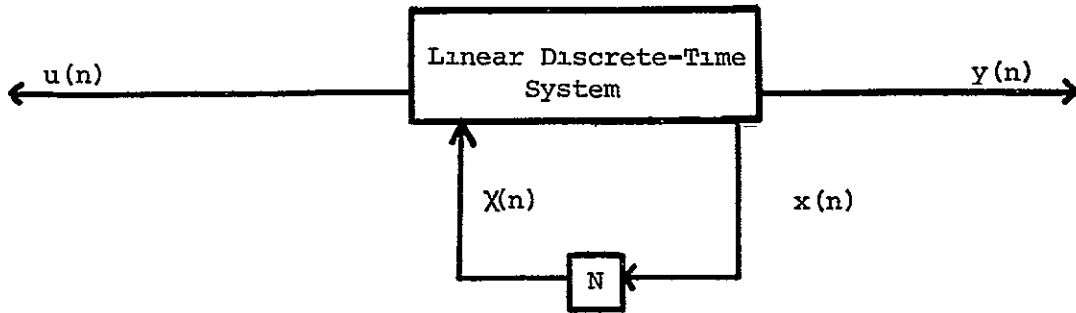 Linear Discrete-Time
System
u(n)
y(n)
χ(n)
x(n)
N